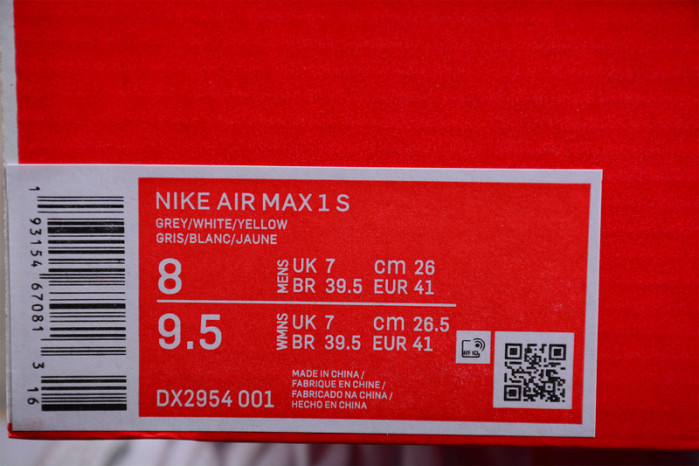 NIKE AIR MAX 1 S
GREY/WHITE/YELLOW
GRIS/BLANC/JAUNE
8 MENS UK 7 cm 26
BR 39.5 EUR 41
9.5 WMNS UK 7 cm 26.5
BR 39.5 EUR 41
DX2954 001
MADE IN CHINA /
FABRIQUE EN CHINE /
FABRICADO NA CHINA /
HECHO EN CHINA
1 93154 67081 3 16